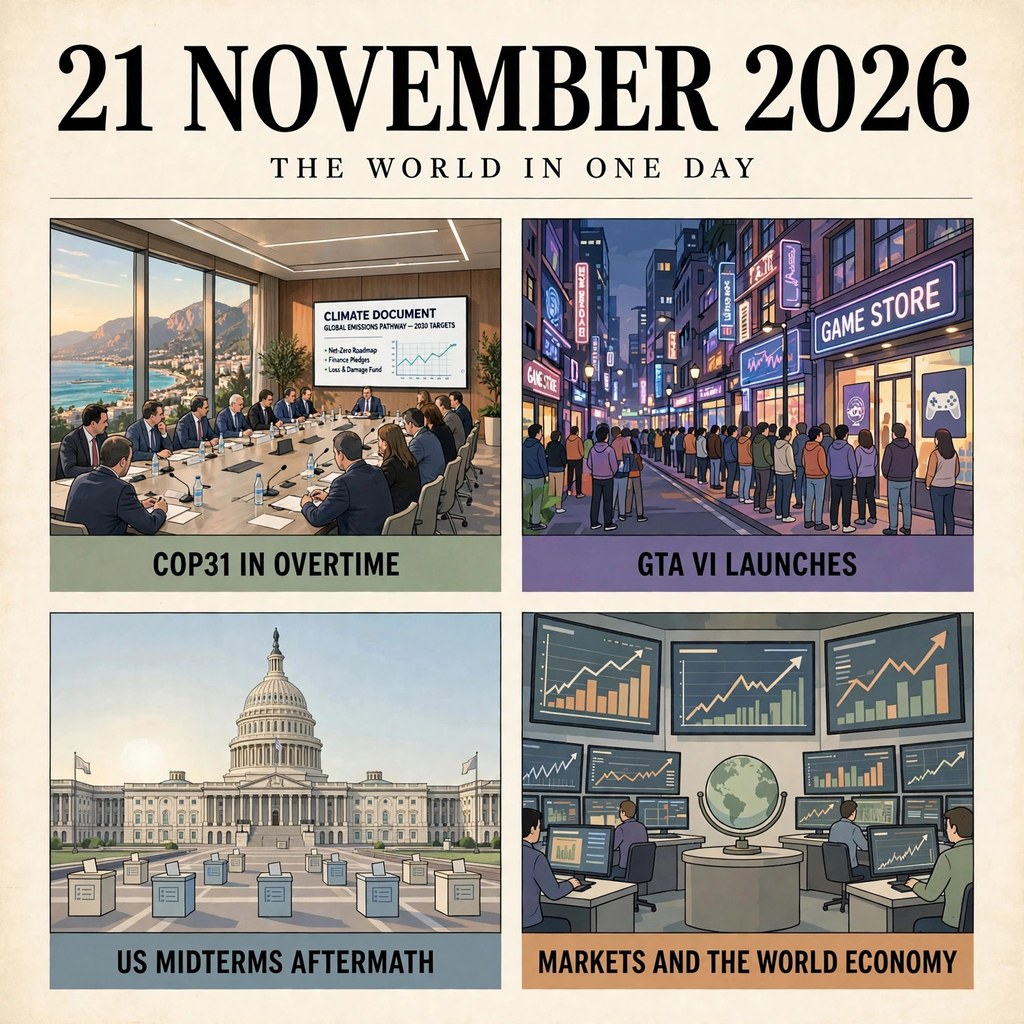 21 NOVEMBER 2026
THE WORLD IN ONE DAY
CLIMATE DOCUMENT
GLOBAL EMISSIONS PATHWAY — 2030 TARGETS
• Net-Zero Roadmap
• Finance Pledges
• Loss & Damage Fund
COP31 IN OVERTIME
GAME STORE
GAME STORE
GTA VI LAUNCHES
US MIDTERMS AFTERMATH
MARKETS AND THE WORLD ECONOMY